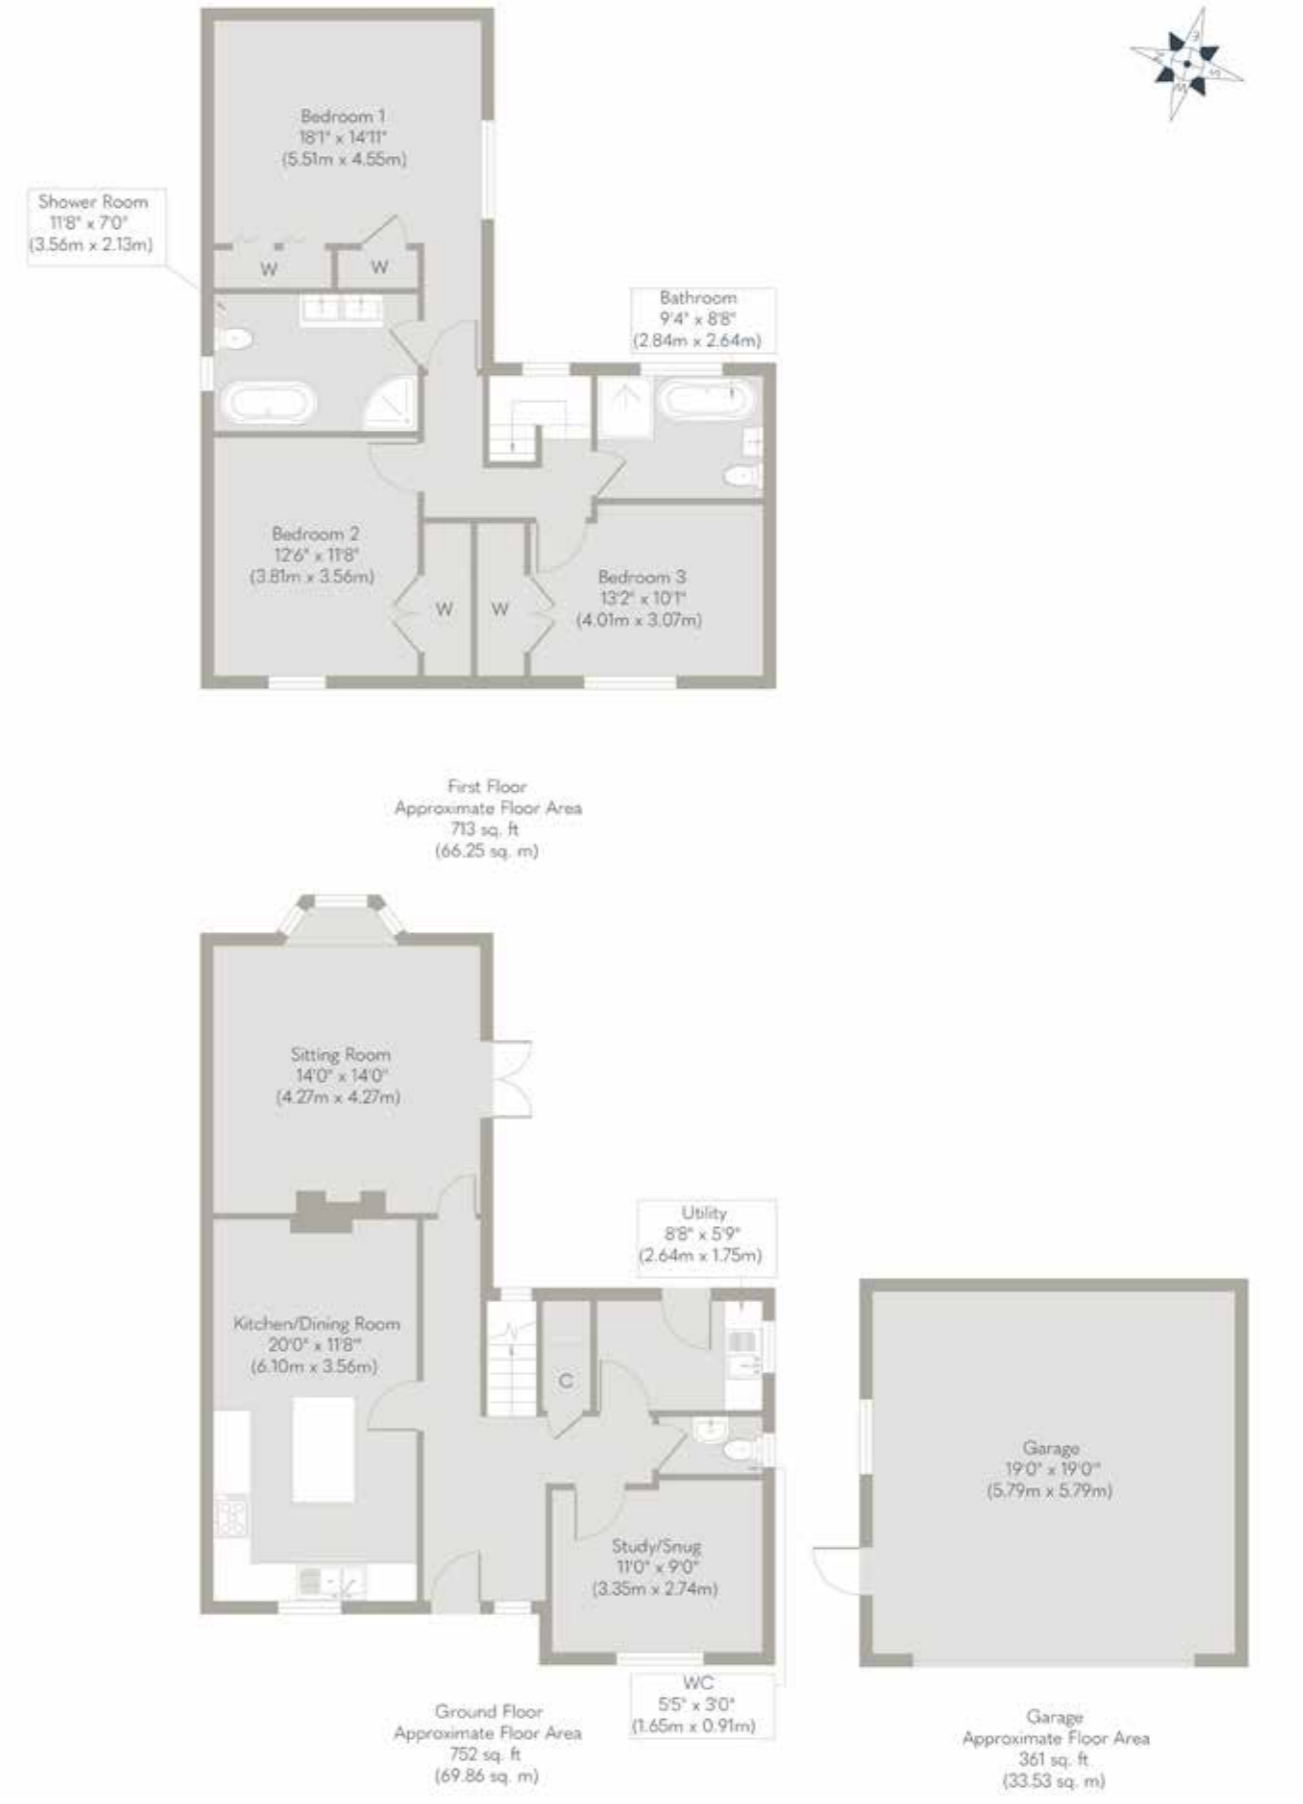 E
N
S
W
Bedroom 1
18'1" x 14'11"
(5.51m x 4.55m)
Shower Room
11'8" x 7'0"
(3.56m x 2.13m)
W
W
Bathroom
9'4" x 8'8"
(2.84m x 2.64m)
Bedroom 2
12'6" x 11'8"
(3.81m x 3.56m)
W
W
Bedroom 3
13'2" x 10'1"
(4.01m x 3.07m)
First Floor
Approximate Floor Area
713 sq. ft
(66.25 sq. m)
Sitting Room
14'0" x 14'0"
(4.27m x 4.27m)
Utility
8'8" x 5'9"
(2.64m x 1.75m)
Kitchen/Dining Room
20'0" x 11'8"
(6.10m x 3.56m)
C
Garage
19'0" x 19'0"
(5.79m x 5.79m)
Study/Snug
11'0" x 9'0"
(3.35m x 2.74m)
WC
5'5" x 3'0"
(1.65m x 0.91m)
Ground Floor
Approximate Floor Area
752 sq. ft
(69.86 sq. m)
Garage
Approximate Floor Area
361 sq. ft
(33.53 sq. m)